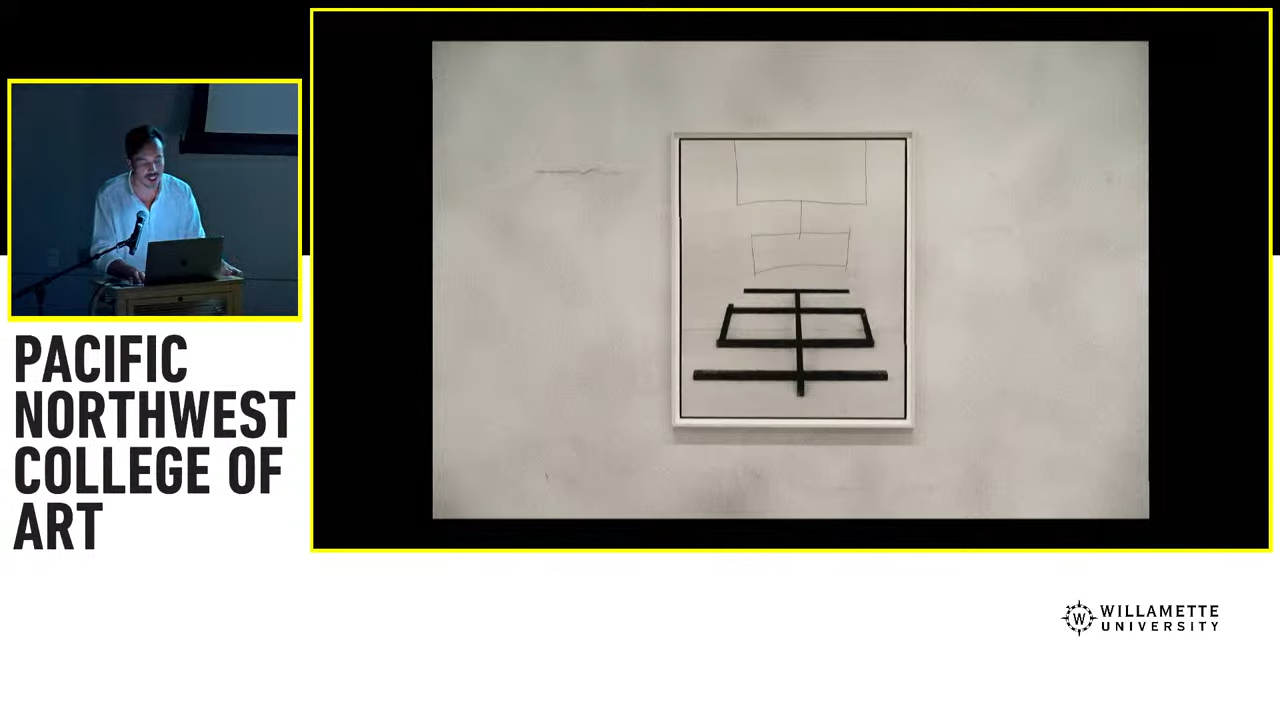 PACIFIC
NORTHWEST
COLLEGE OF
ART
W
WILLAMETTE
UNIVERSITY